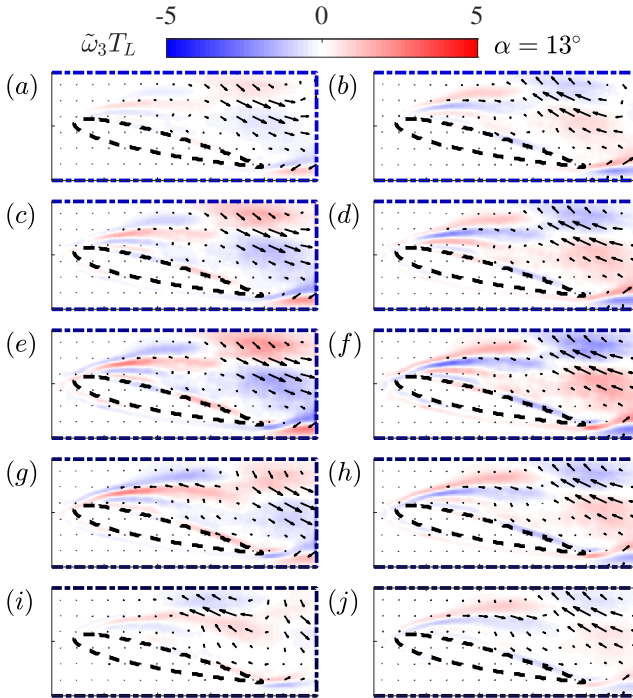 -5 0 5
ω̃₃T_L α = 13°
(a) (b)
(c) (d)
(e) (f)
(g) (h)
(i) (j)